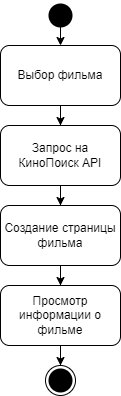 Выбор фильма
Запрос на
КиноПоиск API
Создание страницы
фильма
Просмотр
информации о
фильме